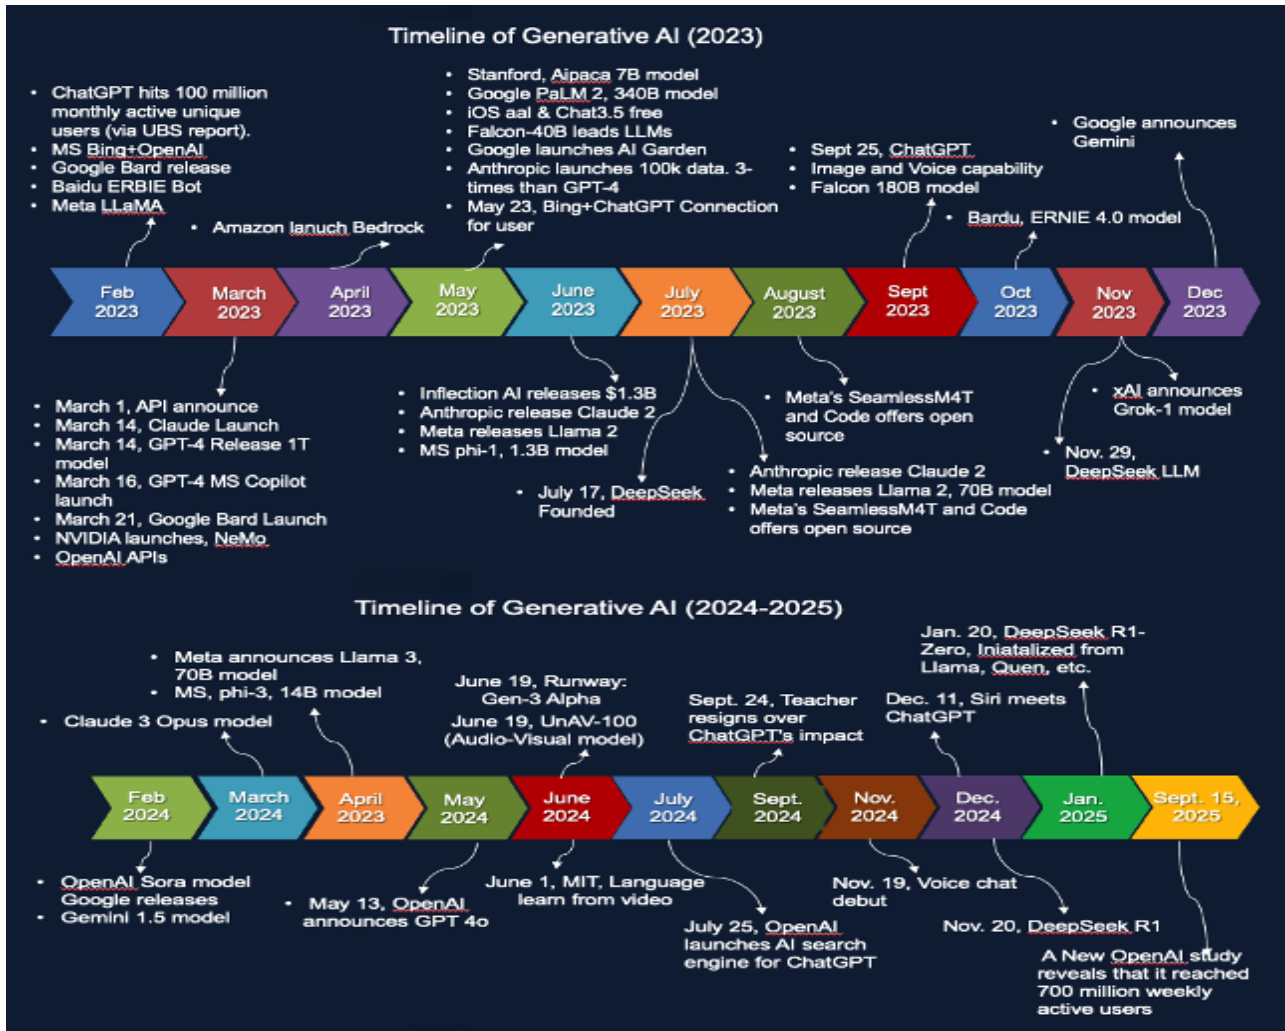 Timeline of Generative AI (2023)
• ChatGPT hits 100 million
monthly active unique
users (via UBS report).
• MS Bing+OpenAI
• Google Bard release
• Baidu ERBIE Bot
• Meta LLaMA
• Amazon lanuch Bedrock
• Stanford, Aipaca 7B model
• Google PaLM 2, 340B model
• iOS aal & Chat3.5 free
• Falcon-40B leads LLMs
• Google launches AI Garden
• Anthropic launches 100k data. 3-
times than GPT-4
• May 23, Bing+ChatGPT Connection
for user
• Sept 25, ChatGPT
• Image and Voice capability
• Falcon 180B model
• Bardu, ERNIE 4.0 model
• Google announces
Gemini
Feb
2023
March
2023
April
2023
May
2023
June
2023
July
2023
August
2023
Sept
2023
Oct
2023
Nov
2023
Dec
2023
• March 1, API announce
• March 14, Claude Launch
• March 14, GPT-4 Release 1T
model
• March 16, GPT-4 MS Copilot
launch
• March 21, Google Bard Launch
• NVIDIA launches, NeMo
• OpenAI APIs
• Inflection AI releases $1.3B
• Anthropic release Claude 2
• Meta releases Llama 2
• MS phi-1, 1.3B model
• July 17, DeepSeek
Founded
• Anthropic release Claude 2
• Meta releases Llama 2, 70B model
• Meta's SeamlessM4T and Code
offers open source
• Meta's SeamlessM4T
and Code offers open
source
• Nov. 29,
DeepSeek LLM
• xAI announces
Grok-1 model
Timeline of Generative AI (2024-2025)
• Claude 3 Opus model
• Meta announces Llama 3,
70B model
• MS, phi-3, 14B model
June 19, Runway:
Gen-3 Alpha
June 19, UnAV-100
(Audio-Visual model)
Sept. 24, Teacher
resigns over
ChatGPT's impact
Dec. 11, Siri meets
ChatGPT
Jan. 20, DeepSeek R1-
Zero, Iniatalized from
Llama, Quen, etc.
Feb
2024
March
2024
April
2023
May
2024
June
2024
July
2024
Sept.
2024
Nov.
2024
Dec.
2024
Jan.
2025
Sept. 15,
2025
• OpenAI Sora model
Google releases
• Gemini 1.5 model
• May 13, OpenAI
announces GPT 4o
June 1, MIT, Language
learn from video
July 25, OpenAI
launches AI search
engine for ChatGPT
Nov. 19, Voice chat
debut
Nov. 20, DeepSeek R1
A New OpenAI study
reveals that it reached
700 million weekly
active users